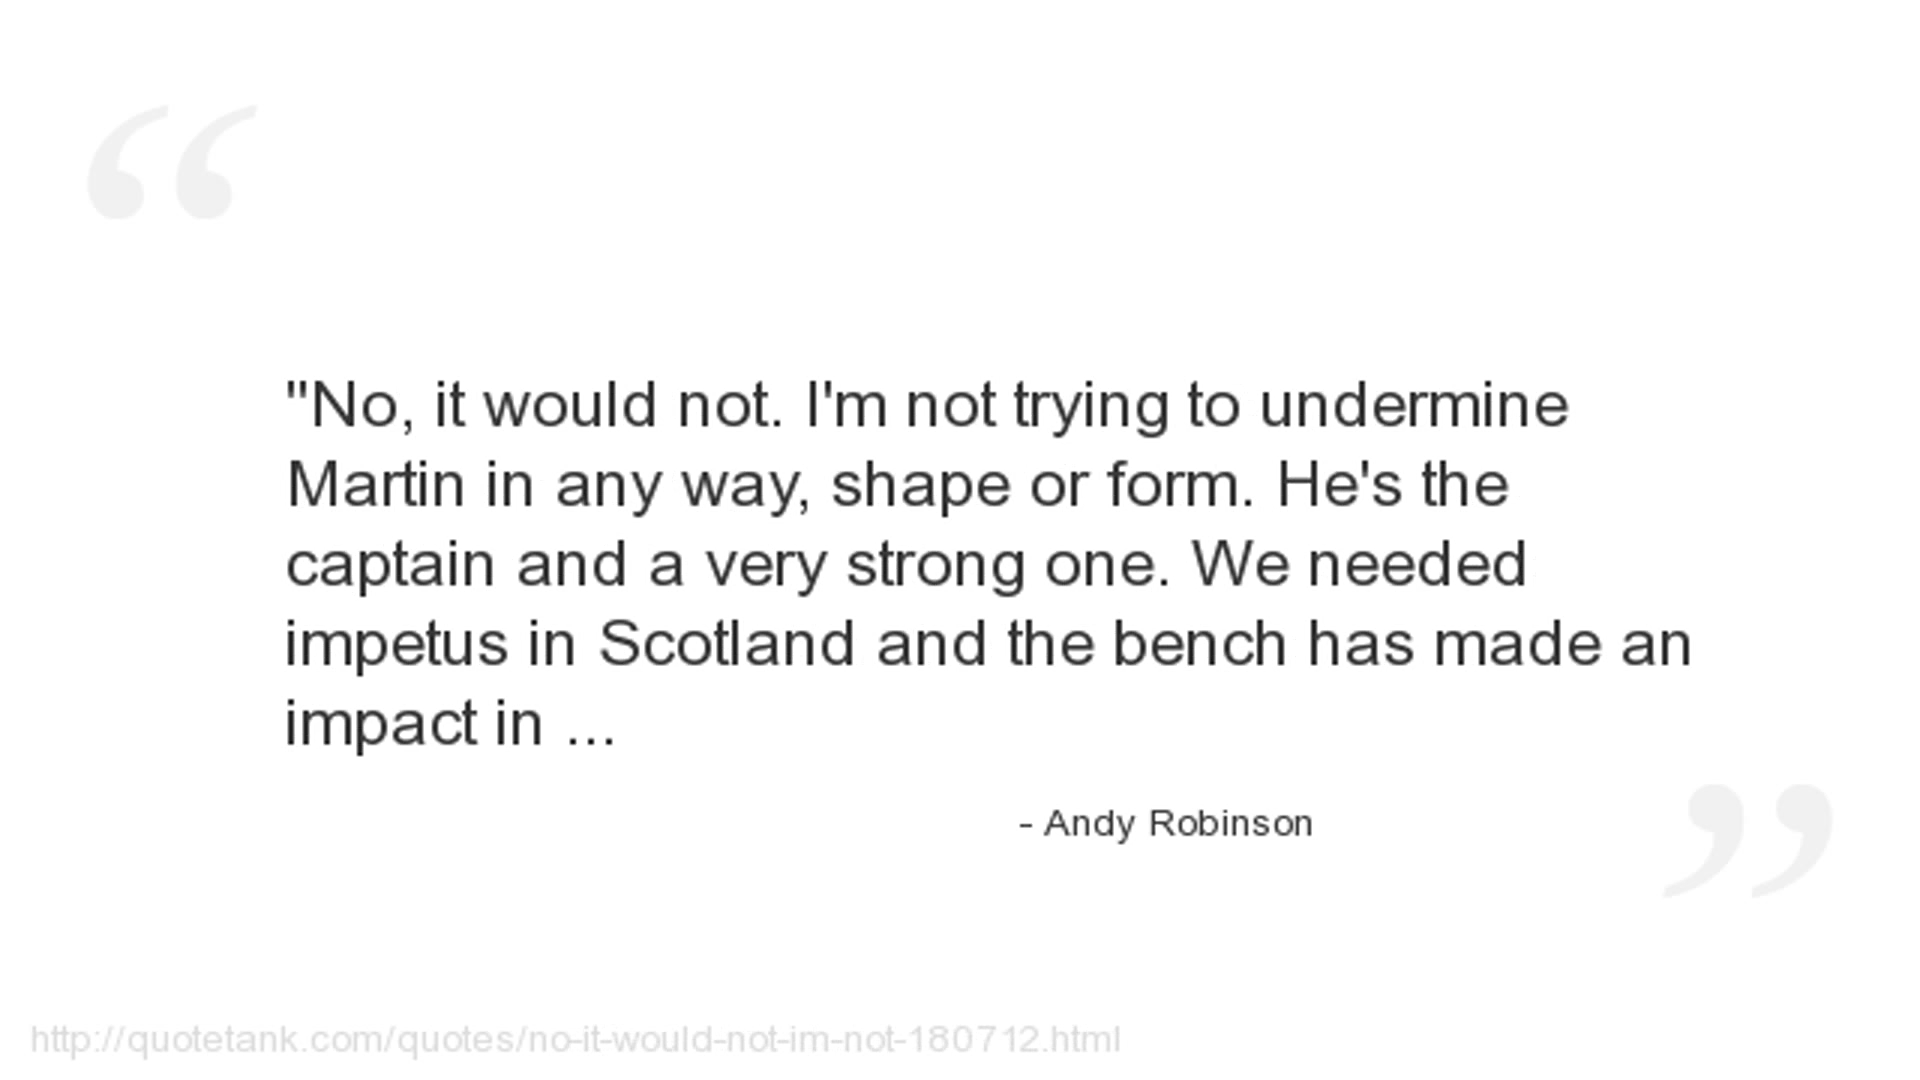 "No, it would not. I'm not trying to undermine
Martin in any way, shape or form. He's the
captain and a very strong one. We needed
impetus in Scotland and the bench has made an
impact in ...
- Andy Robinson
http://quotetank.com/quotes/no-it-would-not-im-not-180712.html